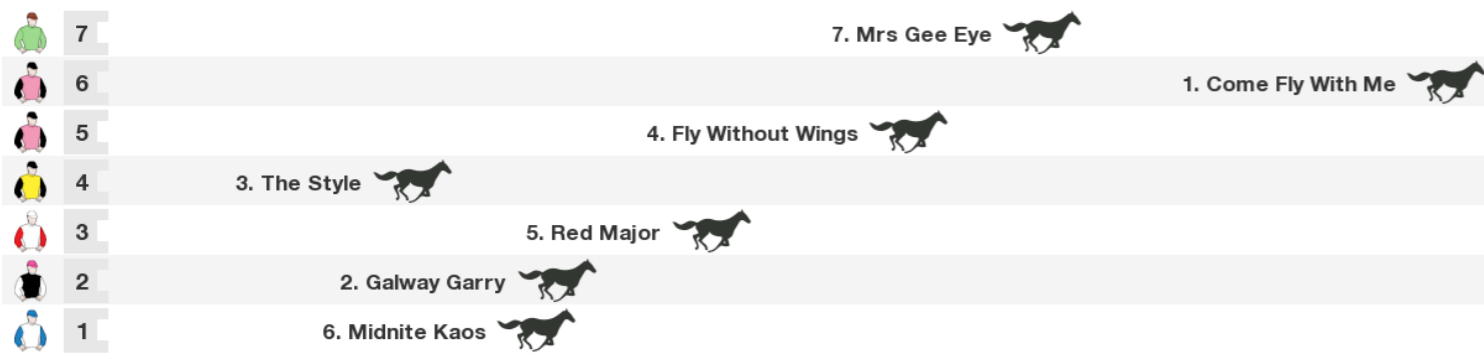 7 7. Mrs Gee Eye
6 1. Come Fly With Me
5 4. Fly Without Wings
4 3. The Style
3 5. Red Major
2 2. Galway Garry
1 6. Midnite Kaos